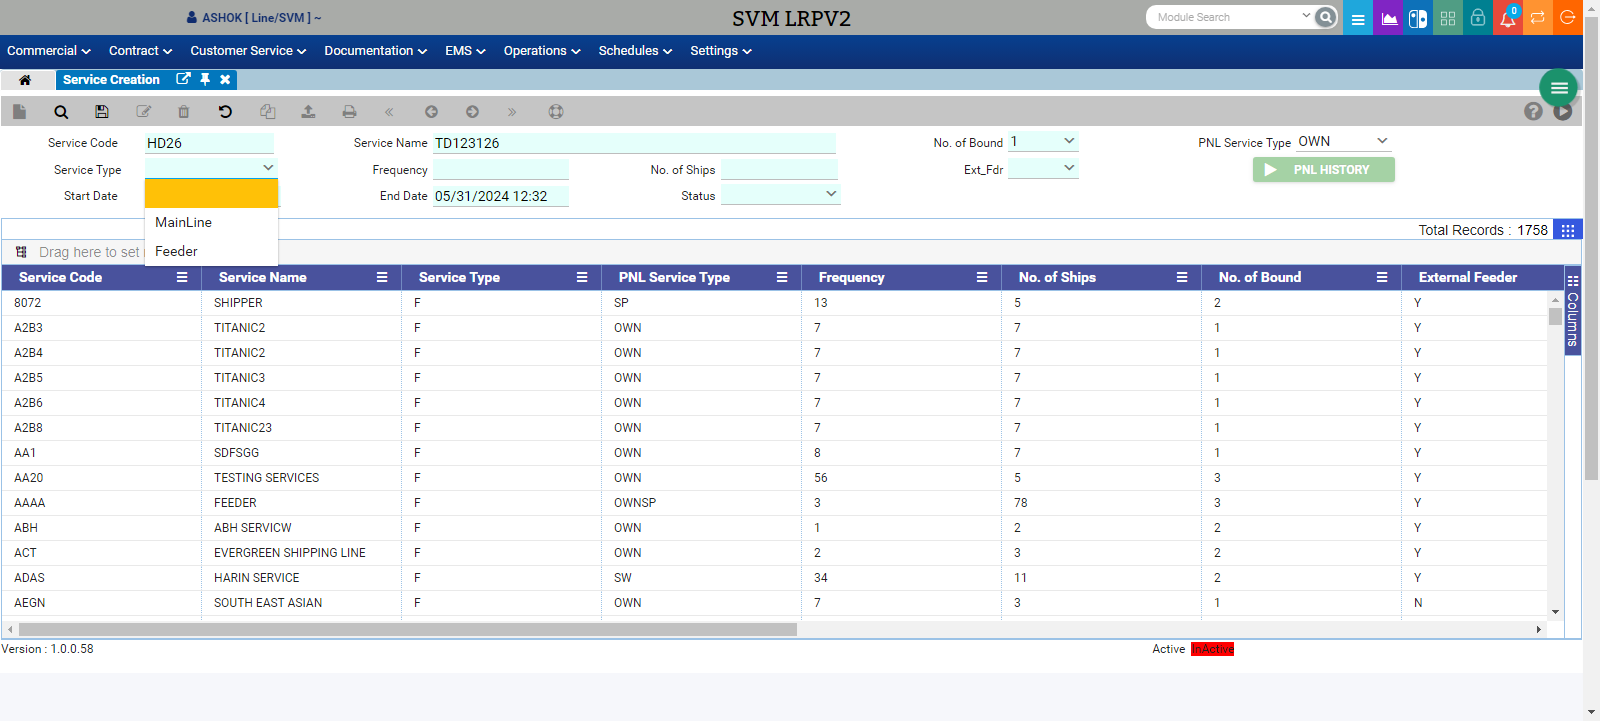 ASHOK [ Line/SVM ] ~
SVM LRPV2
Module Search
0
Commercial Contract Customer Service Documentation EMS Operations Schedules Settings
Service Creation
Service Code HD26 Service Name TD123126 No. of Bound 1 PNL Service Type OWN
Service Type Frequency No. of Ships Ext_Fdr PNL HISTORY
Start Date End Date 05/31/2024 12:32 Status
MainLine
Feeder
Total Records : 1758
Drag here to set
Service Code Service Name Service Type PNL Service Type Frequency No. of Ships No. of Bound External Feeder
Columns
8072 SHIPPER F SP 13 5 2 Y
A2B3 TITANIC2 F OWN 7 7 1 Y
A2B4 TITANIC2 F OWN 7 7 1 Y
A2B5 TITANIC3 F OWN 7 7 1 Y
A2B6 TITANIC4 F OWN 7 7 1 Y
A2B8 TITANIC23 F OWN 7 7 1 Y
AA1 SDFSGG F OWN 8 7 1 Y
AA20 TESTING SERVICES F OWN 56 5 3 Y
AAAA FEEDER F OWNSP 3 78 3 Y
ABH ABH SERVICW F OWN 1 2 2 Y
ACT EVERGREEN SHIPPING LINE F OWN 2 3 2 Y
ADAS HARIN SERVICE F SW 34 11 2 Y
AEGN SOUTH EAST ASIAN F OWN 7 3 1 N
Version : 1.0.0.58
Active InActive